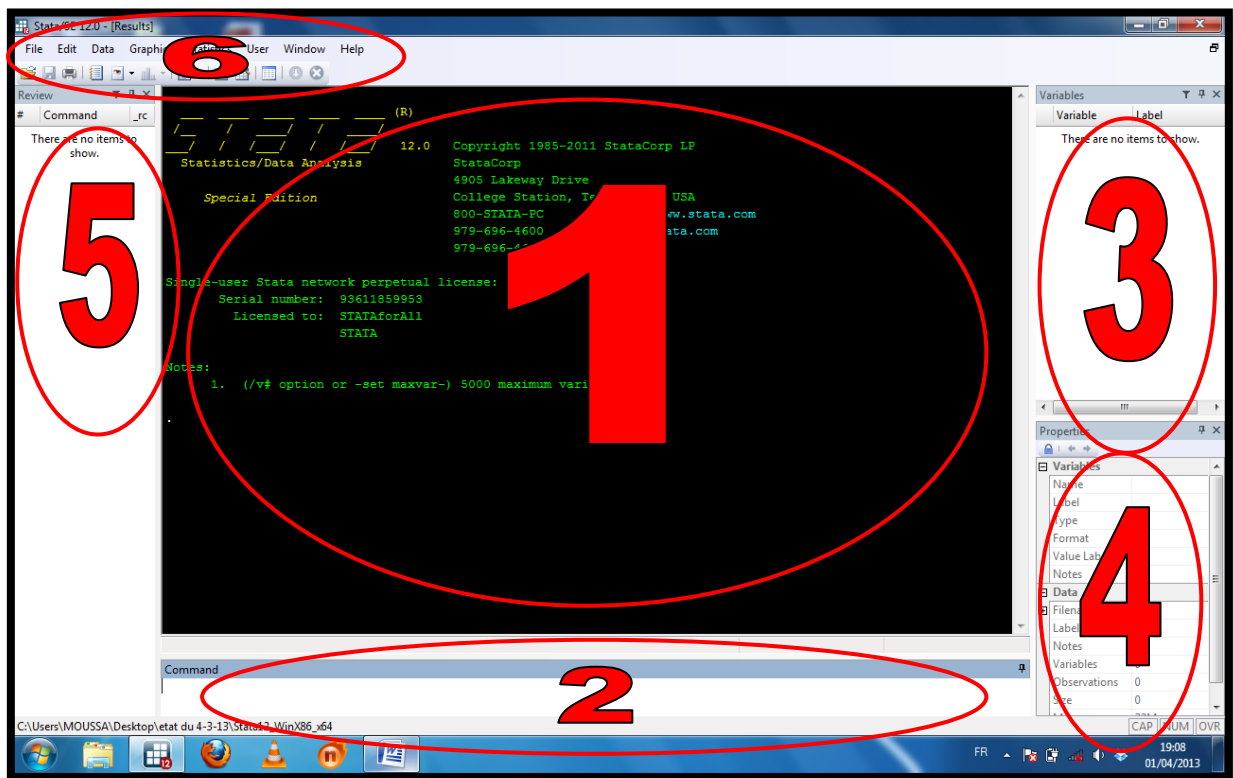 Stata/SE 12.0 - [Results]
File Edit Data Graphics Statistics User Window Help
6
Review
# Command _rc
There are no items to show.
5
(R)
12.0 Copyright 1985-2011 StataCorp LP
Statistics/Data Analysis StataCorp
4905 Lakeway Drive
Special Edition College Station, USA
800-STATA-PC
979-696-4600
Single-user Stata network perpetual license:
Serial number: 93611859953
Licensed to: STATAforAll
STATA
Notes:
1. (/v# option or -set maxvar-) 5000 maximum
.
1
Variables
Variable Label
There are no items to show.
3
Properties
Variables
Name
Label
Type
Format
Value
Notes
Data
Label
Notes
Variables
Observations 0
Size 0
4
Command
2
C:\Users\MOUSSA\Desktop\etat du 4-3-13\Stata12_WinX86_x64
CAP NUM OVR
12
FR
19:08
01/04/2013